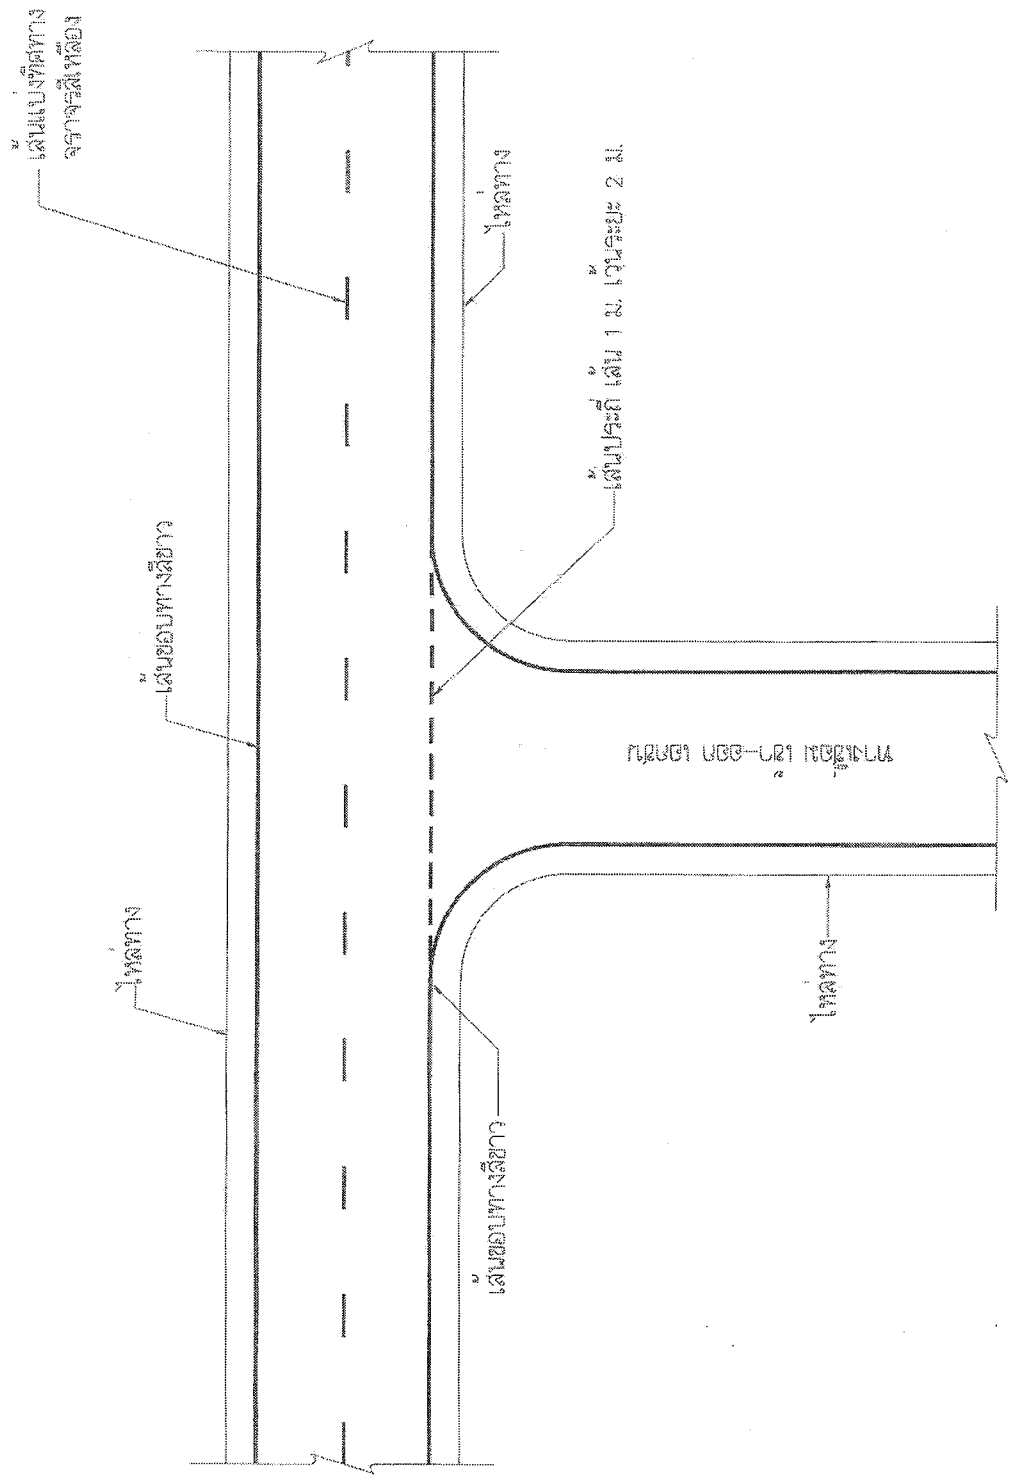 เส้นแบ่งทิศทาง
จราจรสีเหลือง
เส้นขอบทางสีขาว
ไหล่ทาง
ไหล่ทาง
เส้นประถี่ เส้น 1 ม. เว้นระยะ 2 ม.
เส้นขอบทางสีขาว
ทางเชื่อม เข้า-ออก เอกชน
ไหล่ทาง